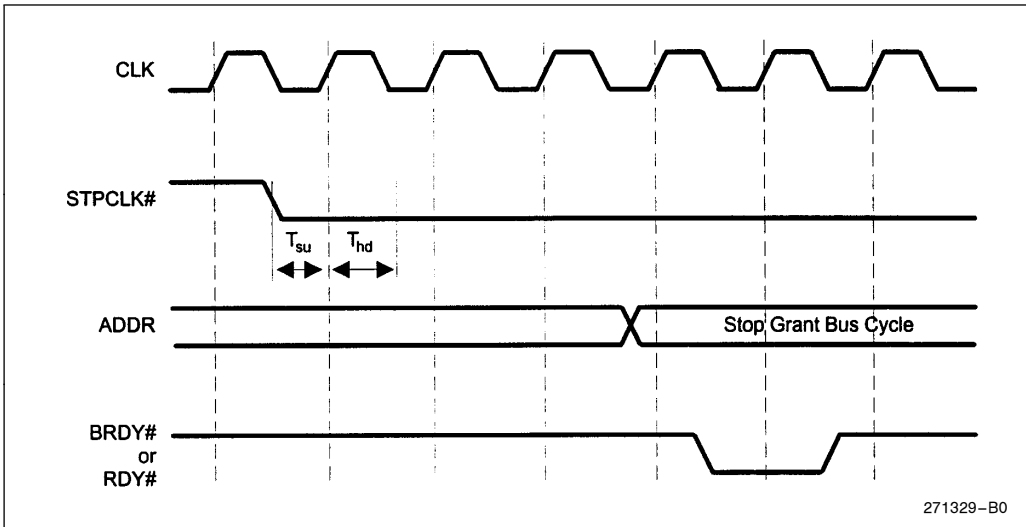 CLK
STPCLK#
Tsu
Thd
ADDR
Stop Grant Bus Cycle
BRDY#
or
RDY#
271329–B0